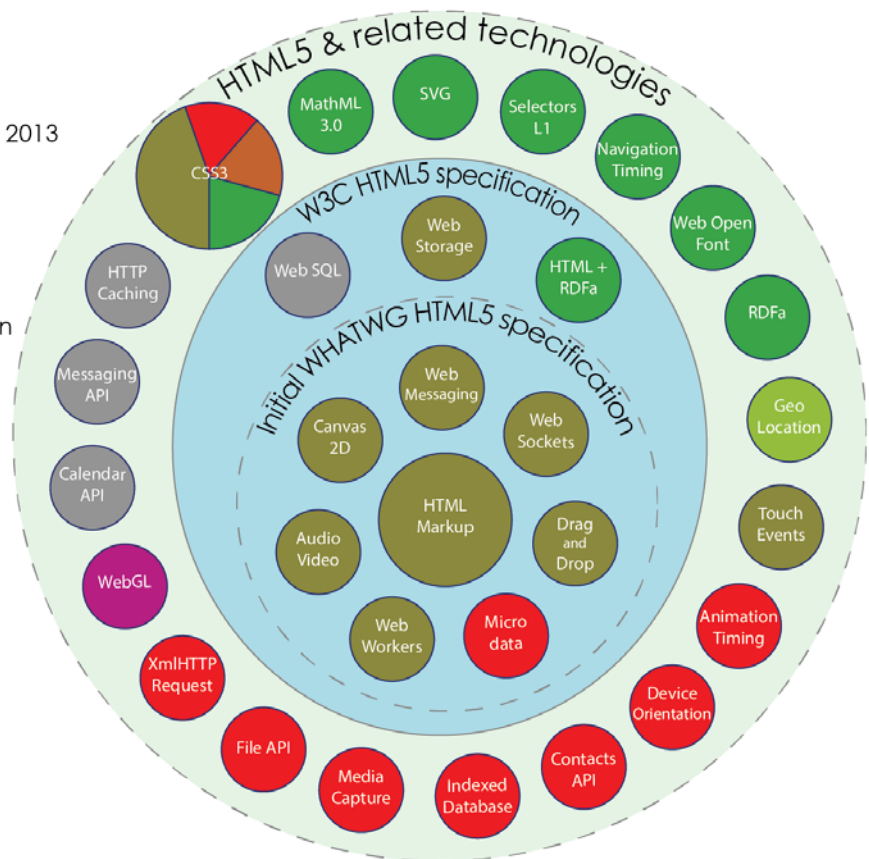 HTML5 & related technologies
2013
n
MathML
3.0
SVG
Selectors
L1
Navigation
Timing
Web Open
Font
RDFa
Geo
Location
Touch
Events
Animation
Timing
Device
Orientation
Contacts
API
Indexed
Database
Media
Capture
File API
XmlHTTP
Request
WebGL
Calendar
API
Messaging
API
HTTP
Caching
CSS3
W3C HTML5 specification
Web SQL
Web
Storage
HTML +
RDFa
Initial WHATWG HTML5 specification
Web
Messaging
Web
Sockets
Canvas
2D
HTML
Markup
Drag
and
Drop
Audio
Video
Web
Workers
Micro
data